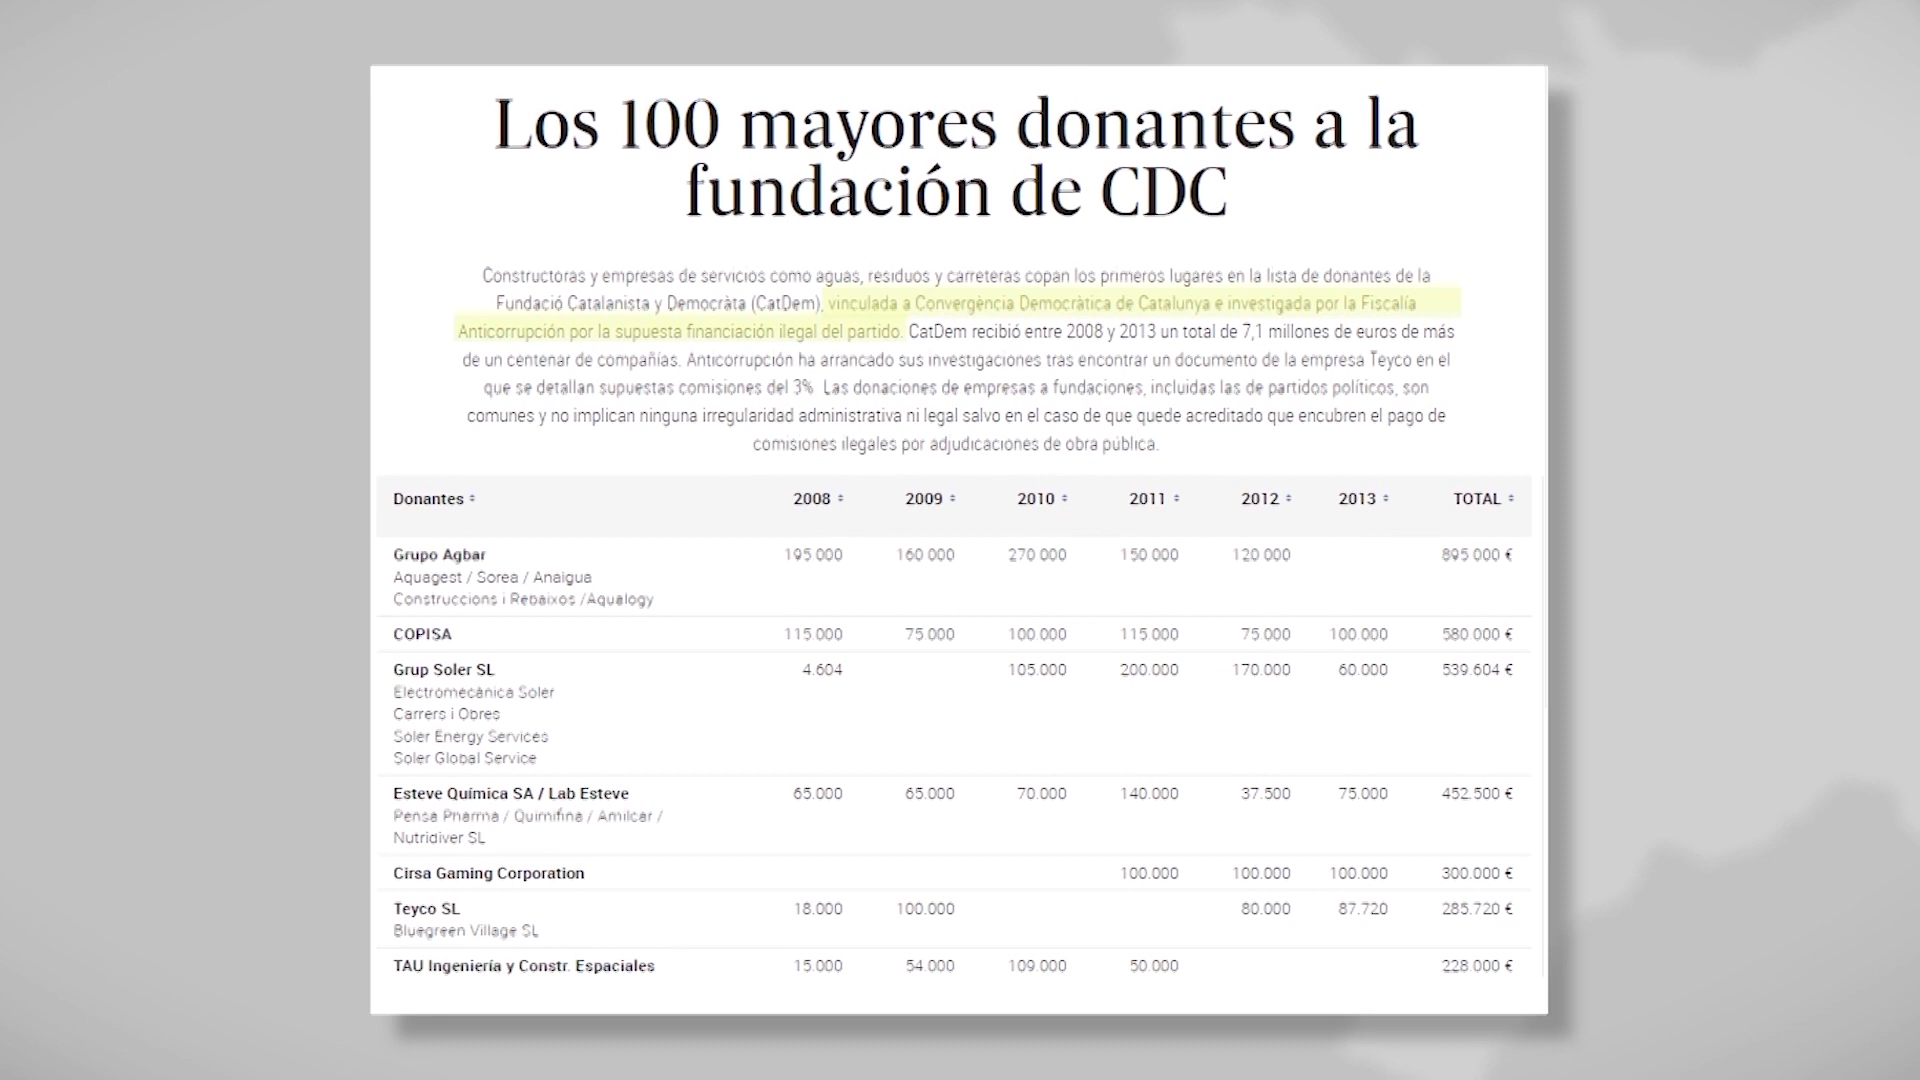 Los 100 mayores donantes a la
fundación de CDC
Constructoras y empresas de servicios como aguas, residuos y carreteras copan los primeros lugares en la lista de donantes de la
Fundació Catalanista y Demócràta (CatDem), vinculada a Convergència Democràtica de Catalunya e investigada por la Fiscalía
Anticorrupción por la supuesta financiación ilegal del partido. CatDem recibió entre 2008 y 2013 un total de 7,1 millones de euros de más
de un centenar de compañías. Anticorrupción ha arrancado sus investigaciones tras encontrar un documento de la empresa Teyco en el
que se detallan supuestas comisiones del 3% Las donaciones de empresas a fundaciones, incluidas las de partidos políticos, son
comunes y no implican ninguna irregularidad administrativa ni legal salvo en el caso de que quede acreditado que encubren el pago de
comisiones ilegales por adjudicaciones de obra pública.
Donantes 2008 2009 2010 2011 2012 2013 TOTAL
Grupo Agbar 195.000 160.000 270.000 150.000 120.000 895.000 €
Aquagest / Sorea / Anaigua
Construccions i Rebaixos /Aqualogy
COPISA 115.000 75.000 100.000 115.000 75.000 100.000 580.000 €
Grup Soler SL 4.604 105.000 200.000 170.000 60.000 539.604 €
Electromecànica Soler
Carrers i Obres
Soler Energy Services
Soler Global Service
Esteve Química SA / Lab Esteve 65.000 65.000 70.000 140.000 37.500 75.000 452.500 €
Pensa Pharma / Quimifina / Amilcar /
Nutridiver SL
Cirsa Gaming Corporation 100.000 100.000 100.000 300.000 €
Teyco SL 18.000 100.000 80.000 87.720 285.720 €
Bluegreen Village SL
TAU Ingeniería y Constr. Espaciales 15.000 54.000 109.000 50.000 228.000 €